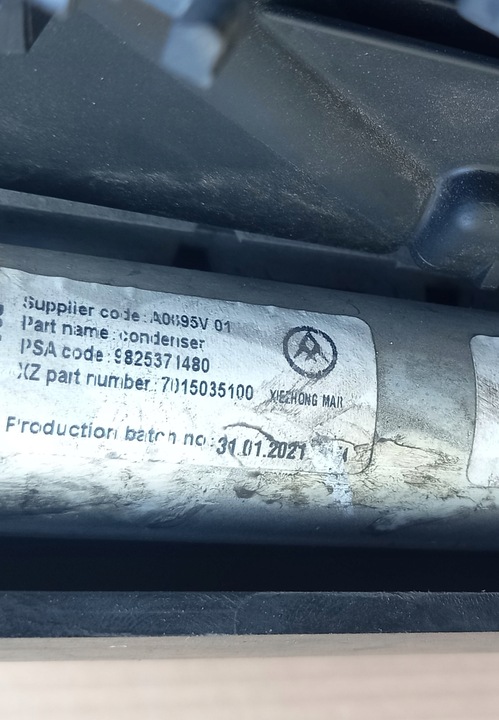 Supplier code: A0695V 01
Part name: condenser
PSA code: 9825371480
XZ part number: 7015035100
XIEZHONG MAR
Production batch no: 31.01.2021